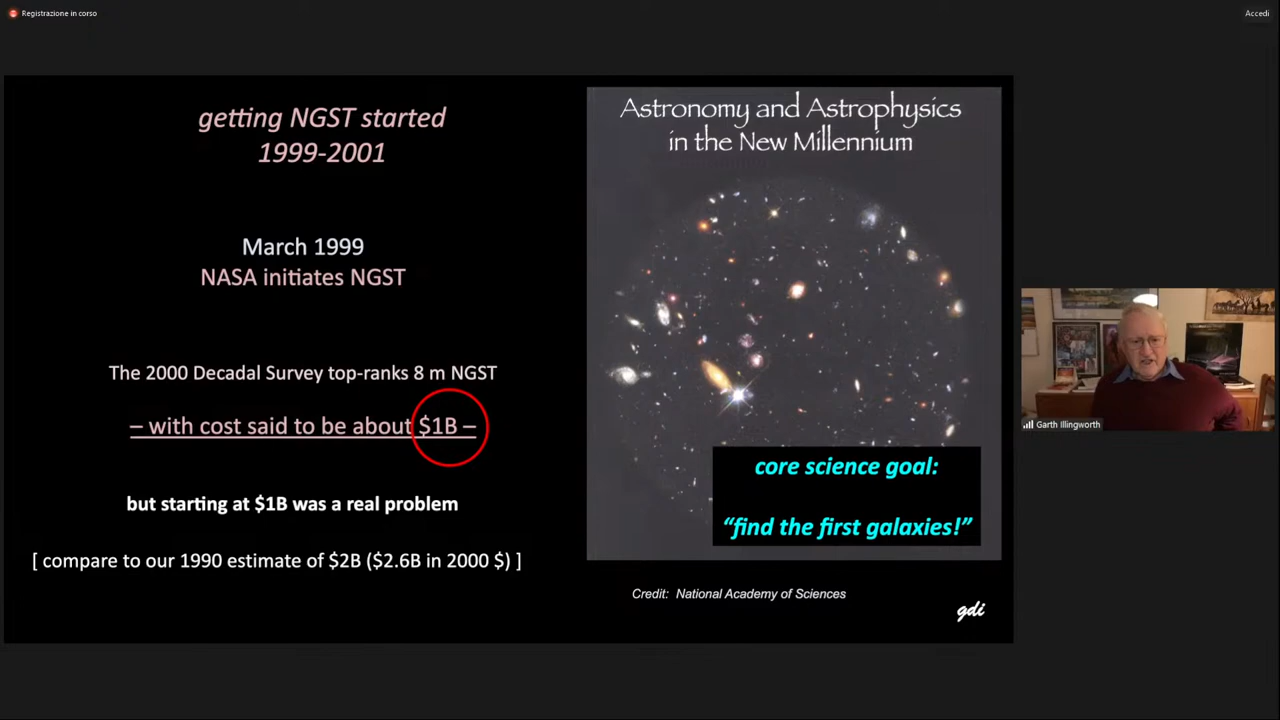 Registrazione in corso
Accedi
getting NGST started
1999-2001
March 1999
NASA initiates NGST
The 2000 Decadal Survey top-ranks 8 m NGST
– with cost said to be about $1B –
but starting at $1B was a real problem
[ compare to our 1990 estimate of $2B ($2.6B in 2000 $) ]
Astronomy and Astrophysics
in the New Millennium
core science goal:
“find the first galaxies!”
Credit: National Academy of Sciences
gdi
Garth Illingworth